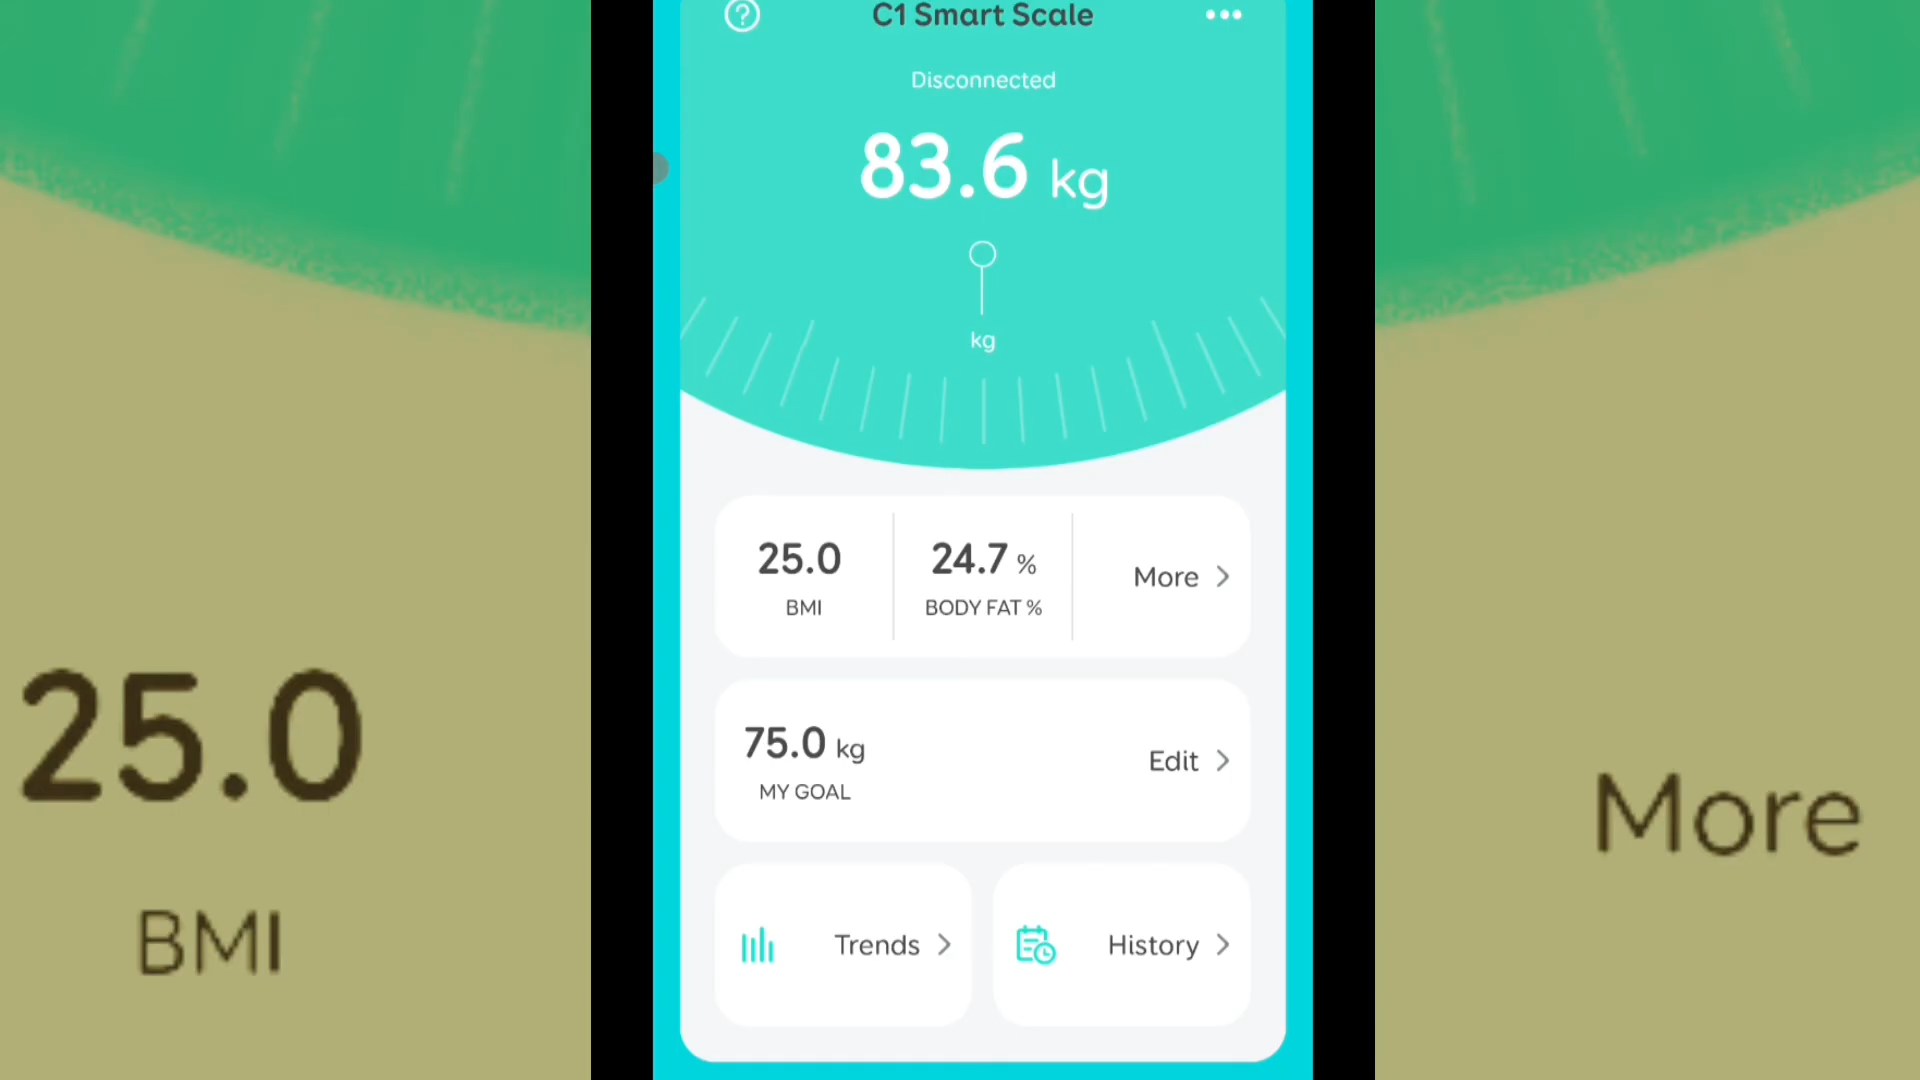 C1 Smart Scale
Disconnected
83.6 kg
kg
25.0
BMI
24.7 %
BODY FAT %
More
75.0 kg
MY GOAL
Edit
Trends
History
25.0
BMI
More